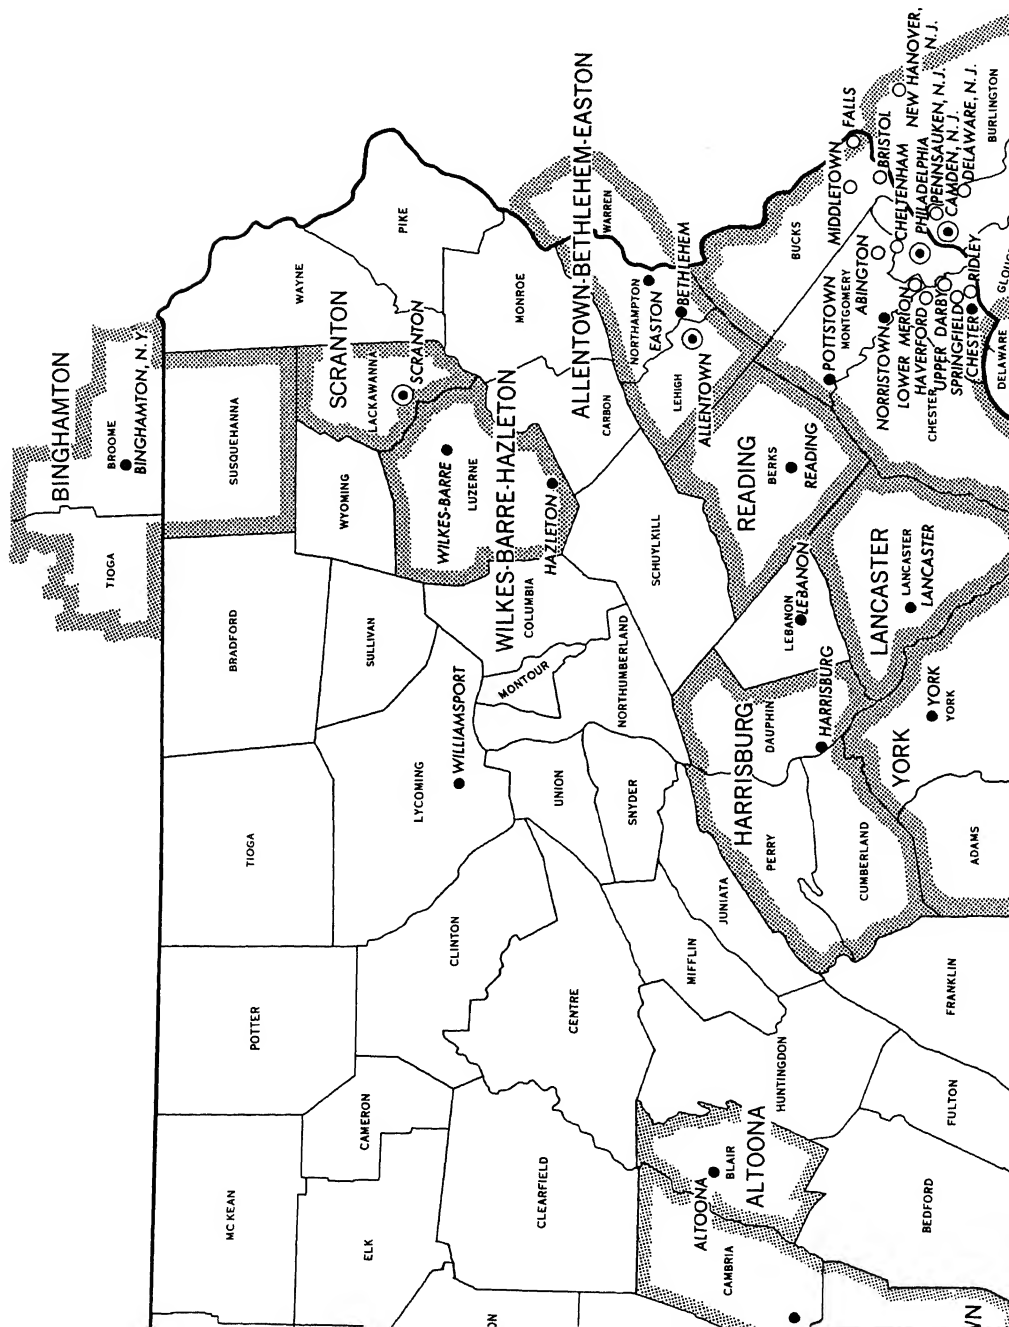 BINGHAMTON
BROOME
BINGHAMTON, N.Y.
TIOGA
SUSQUEHANNA
WAYNE
PIKE
SCRANTON
LACKAWANNA
SCRANTON
WYOMING
WILKES-BARRE
LUZERNE
WILKES-BARRE-HAZLETON
HAZLETON
MONROE
CARBON
ALLENTOWN-BETHLEHEM-EASTON
WARREN
NORTHAMPTON
EASTON
BETHLEHEM
LEHIGH
ALLENTOWN
BRADFORD
SULLIVAN
COLUMBIA
MONTOUR
NORTHUMBERLAND
SCHUYLKILL
READING
BERKS
READING
BUCKS
MIDDLETOWN
FALLS
BRISTOL
CHELTENHAM
PHILADELPHIA
NEW HANOVER, N.J.
PENNSAUKEN, N.J.
CAMDEN, N.J.
DELAWARE, N.J.
BURLINGTON
POTTSTOWN
MONTGOMERY
ABINGTON
NORRISTOWN
LOWER MERION
HAVERFORD
CHESTER
UPPER DARBY
SPRINGFIELD
CHESTER
RIDLEY
DELAWARE
LEBANON
LEBANON
LANCASTER
LANCASTER
LANCASTER
TIOGA
LYCOMING
WILLIAMSPORT
UNION
SNYDER
HARRISBURG
DAUPHIN
HARRISBURG
PERRY
CUMBERLAND
YORK
YORK
YORK
ADAMS
POTTER
CLINTON
CENTRE
MIFFLIN
JUNIATA
HUNTINGDON
FRANKLIN
FULTON
MC KEAN
CAMERON
ELK
CLEARFIELD
ALTOONA
BLAIR
ALTOONA
CAMBRIA
BEDFORD